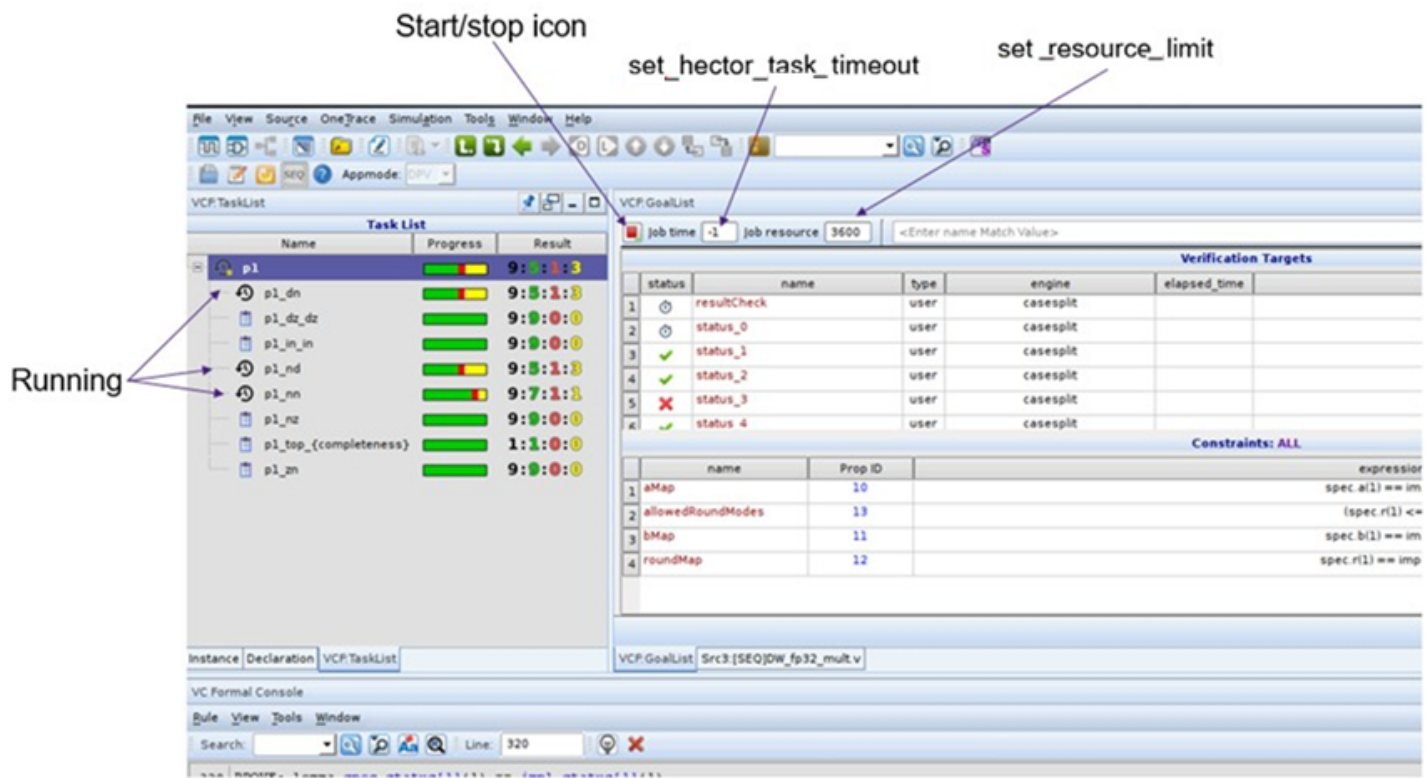 Start/stop icon
set_hector_task_timeout
set_resource_limit
File View Source OneTrace Simulation Tools Window Help
SEQ Appmode: DPV
VCF:TaskList
VCF:GoalList
Task List
Job time -1 Job resource 3600 <Enter name Match Value>
Name Progress Result
Verification Targets
p1 9:5:1:3
status name type engine elapsed_time
p1_dn 9:5:1:3
1 resultCheck user casesplit
p1_dz_dz 9:9:0:0
2 status_0 user casesplit
p1_in_in 9:9:0:0
3 status_1 user casesplit
p1_nd 9:5:1:3
4 status_2 user casesplit
Running
p1_nn 9:7:1:1
5 status_3 user casesplit
p1_nz 9:9:0:0
6 status_4 user casesplit
p1_top_{completeness} 1:1:0:0
Constraints: ALL
p1_zn 9:9:0:0
name Prop ID expression
1 aMap 10 spec.a(1) == im
2 allowedRoundModes 13 (spec.r(1) <=
3 bMap 11 spec.b(1) == im
4 roundMap 12 spec.r(1) == imp
Instance Declaration VCF:TaskList
VCF:GoalList Src3:[SEQ]DW_fp32_mult.v
VC Formal Console
Rule View Tools Window
Search: Line: 320